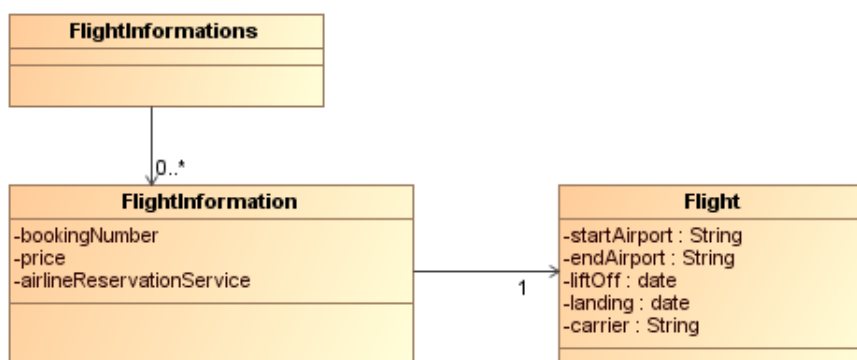 FlightInformations
0..*
FlightInformation
-bookingNumber
-price
-airlineReservationService
1
Flight
-startAirport : String
-endAirport : String
-liftOff : date
-landing : date
-carrier : String